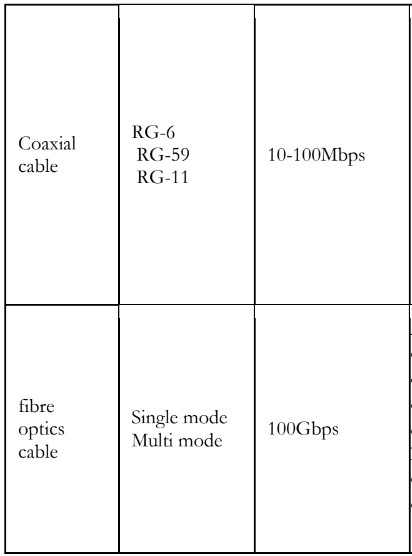 Coaxial
cable
RG-6
RG-59
RG-11
10-100Mbps
fibre
optics
cable
Single mode
Multi mode
100Gbps